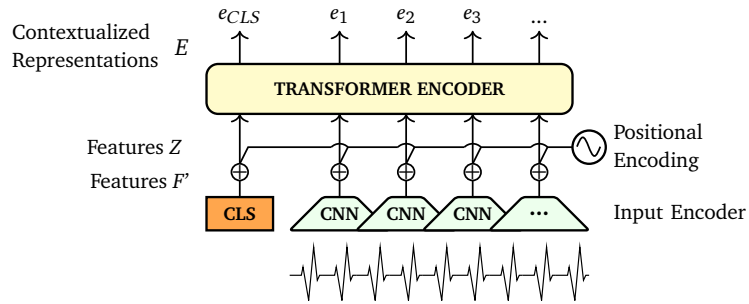 e_CLS e_1 e_2 e_3 ...
Contextualized
Representations E
TRANSFORMER ENCODER
Features Z
Positional
Encoding
Features F'
CLS CNN CNN CNN ... Input Encoder